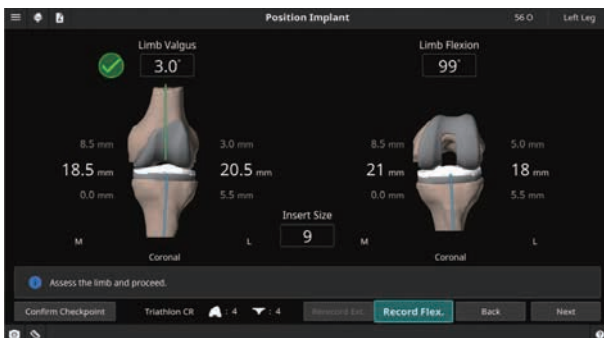 Position Implant
56 O
Left Leg
Limb Valgus
3.0°
Limb Flexion
99°
8.5 mm
3.0 mm
8.5 mm
5.0 mm
18.5 mm
20.5 mm
21 mm
18 mm
0.0 mm
5.5 mm
0.0 mm
5.5 mm
Insert Size
9
M
L
M
L
Coronal
Coronal
Assess the limb and proceed.
Confirm Checkpoint
Triathlon CR
: 4
: 4
Rerecord Ext.
Record Flex.
Back
Next